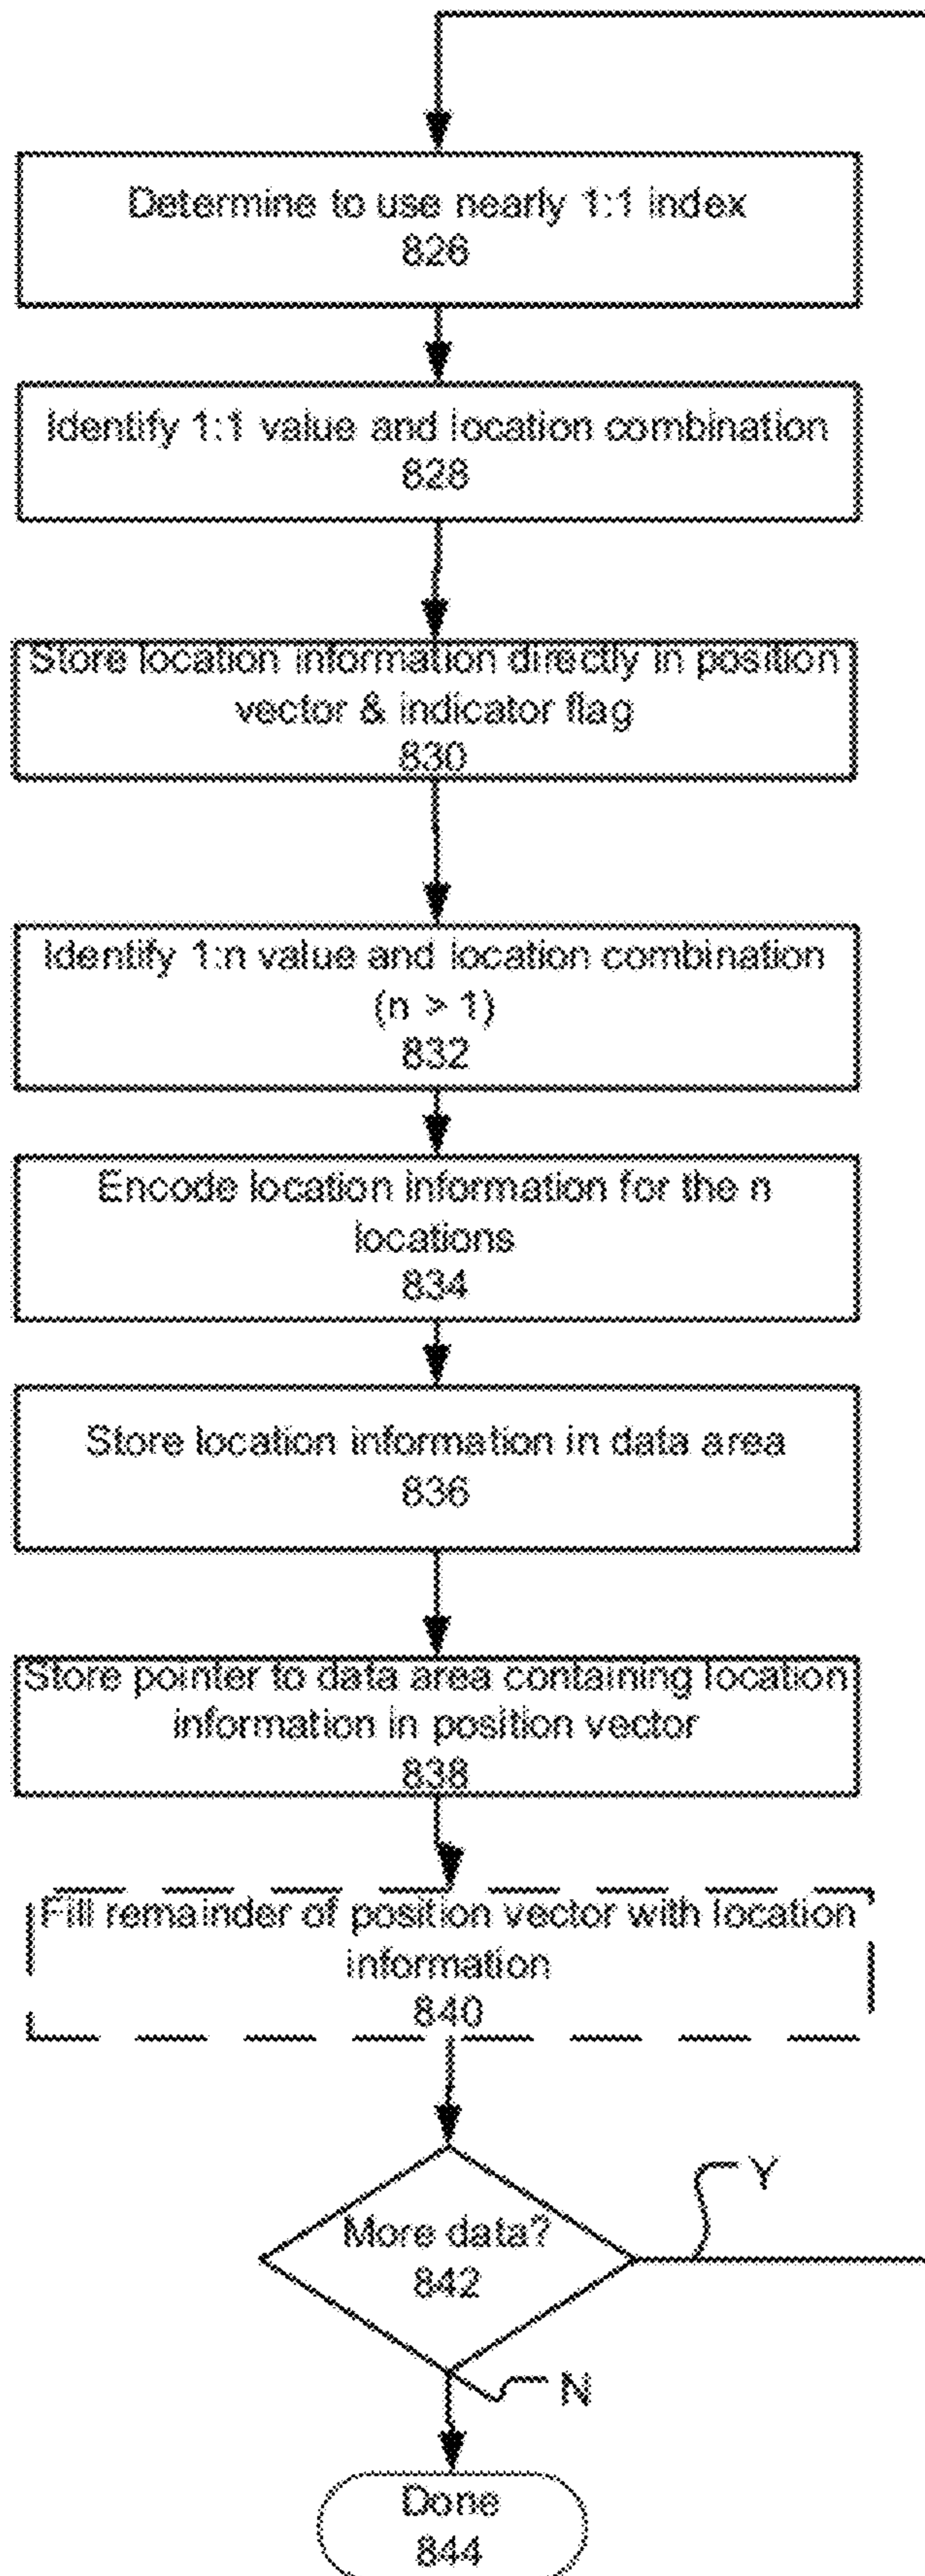 Determine to use nearly 1:1 index
826
Identify 1:1 value and location combination
828
Store location information directly in position
vector & indicator flag
830
Identify 1:n value and location combination
(n > 1)
832
Encode location information for the n
locations
834
Store location information in data area
836
Store pointer to data area containing location
information in position vector
838
Fill remainder of position vector with location
information
840
Y
More data?
842
N
Done
844